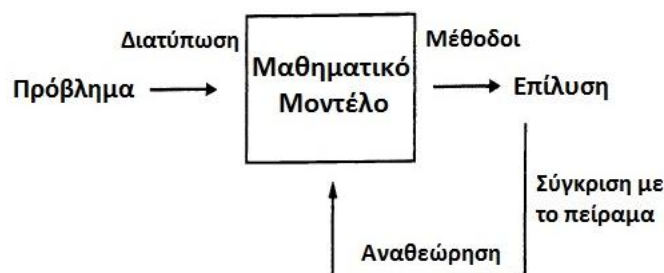 Διατύπωση
Μέθοδοι
Πρόβλημα
Μαθηματικό
Μοντέλο
Επίλυση
Σύγκριση με
το πείραμα
Αναθεώρηση